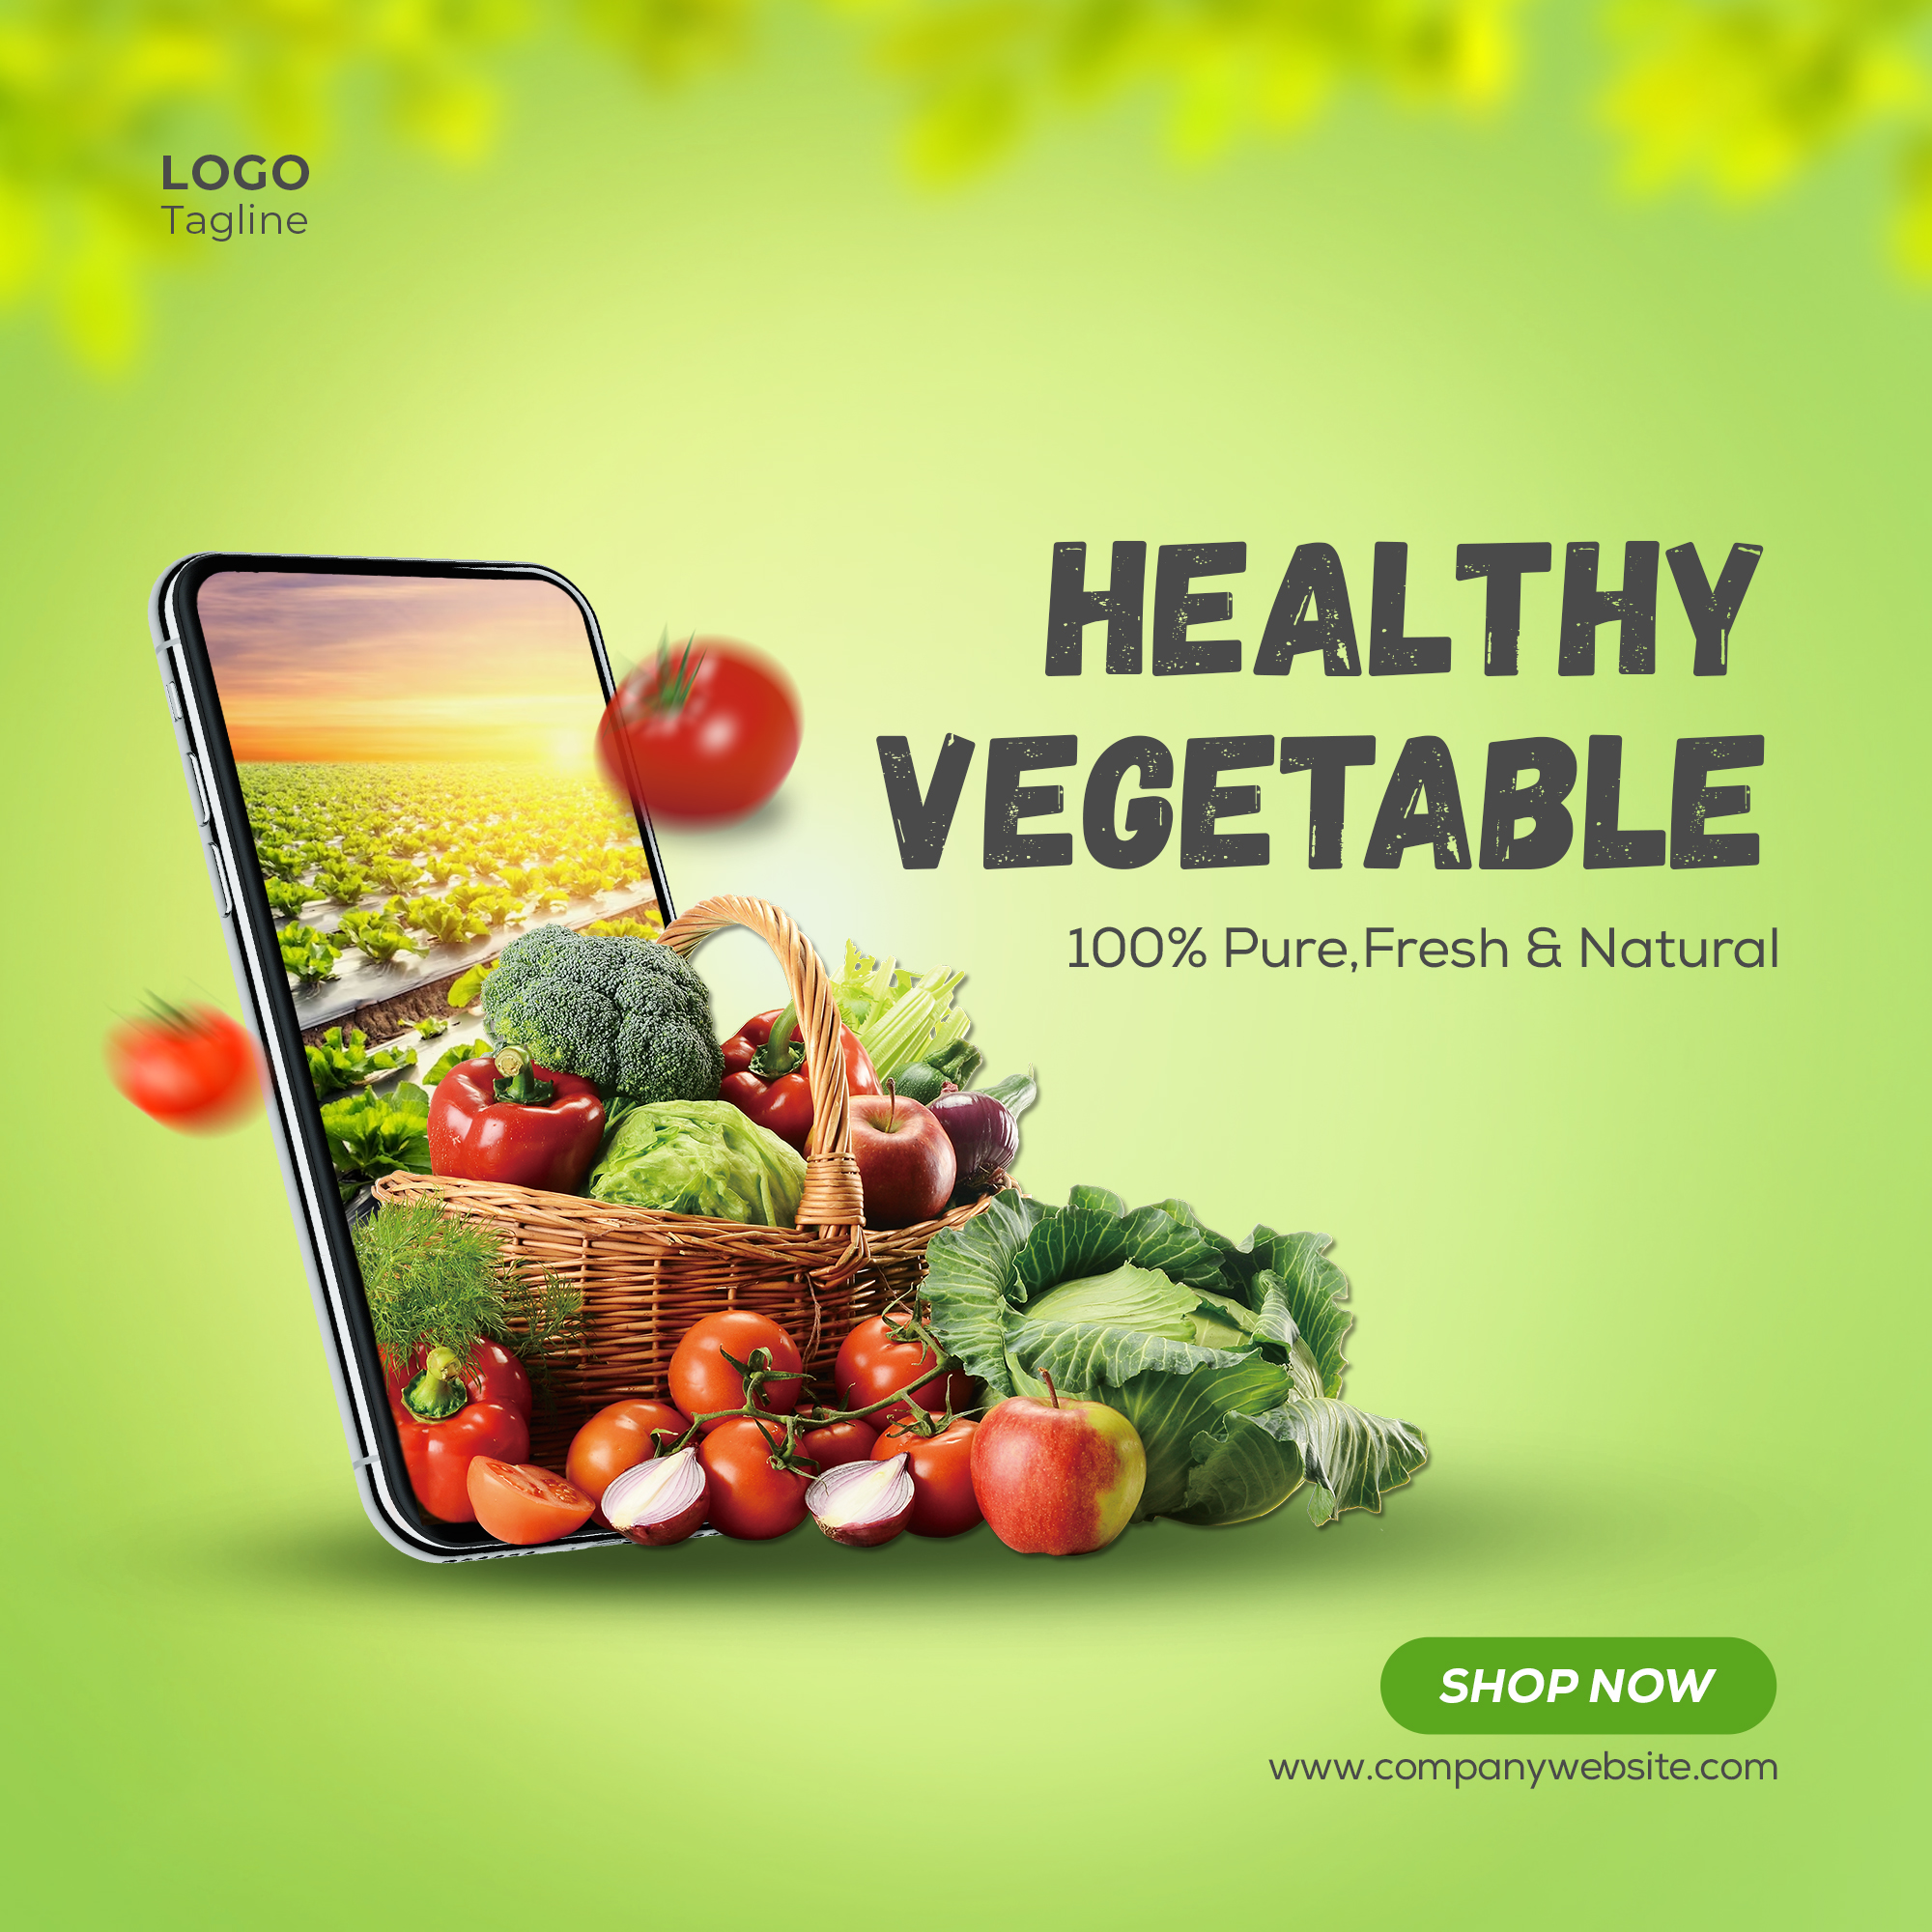 LOGO
Tagline
HEALTHY
VEGETABLE
100% Pure,Fresh & Natural
SHOP NOW
www.companywebsite.com